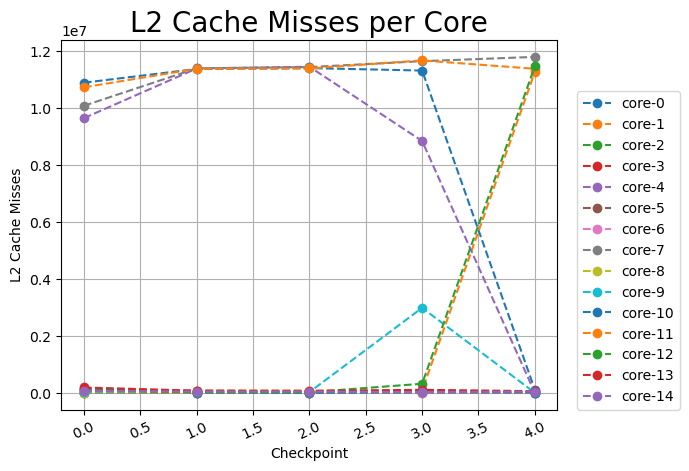 L2 Cache Misses per Core
1e7
1.2
1.0
0.8
0.6
0.4
0.2
0.0
L2 Cache Misses
0.0 0.5 1.0 1.5 2.0 2.5 3.0 3.5 4.0
Checkpoint
core-0
core-1
core-2
core-3
core-4
core-5
core-6
core-7
core-8
core-9
core-10
core-11
core-12
core-13
core-14